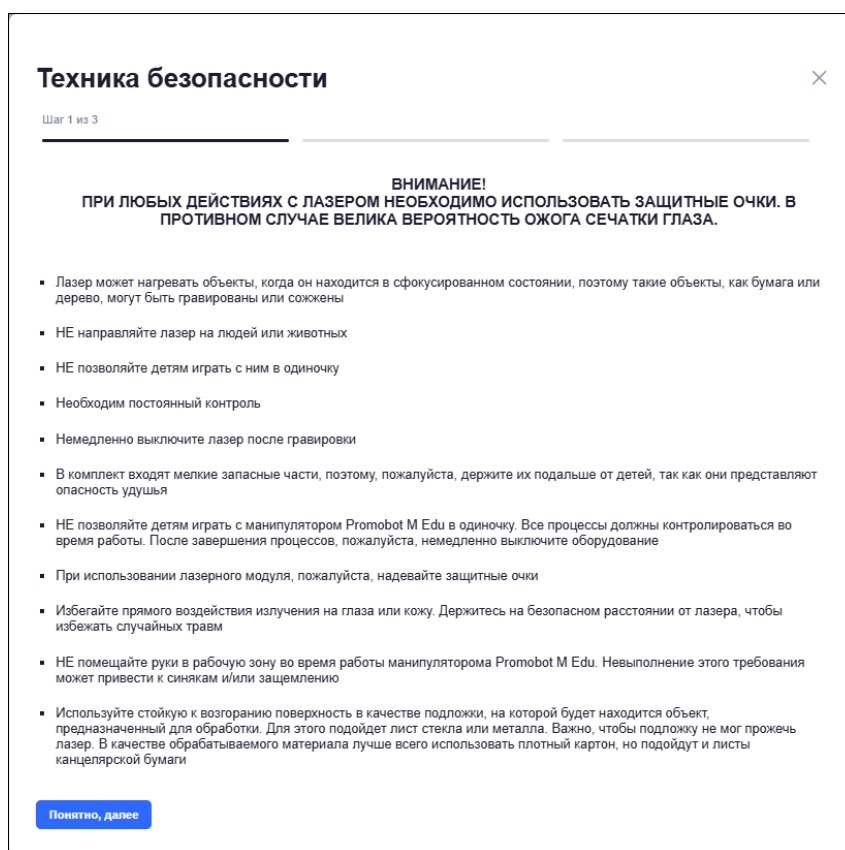 Техника безопасности
Шаг 1 из 3
ВНИМАНИЕ!
ПРИ ЛЮБЫХ ДЕЙСТВИЯХ С ЛАЗЕРОМ НЕОБХОДИМО ИСПОЛЬЗОВАТЬ ЗАЩИТНЫЕ ОЧКИ. В
ПРОТИВНОМ СЛУЧАЕ ВЕЛИКА ВЕРОЯТНОСТЬ ОЖОГА СЕЧАТКИ ГЛАЗА.
▪ Лазер может нагревать объекты, когда он находится в сфокусированном состоянии, поэтому такие объекты, как бумага или
дерево, могут быть гравированы или сожжены
▪ НЕ направляйте лазер на людей или животных
▪ НЕ позволяйте детям играть с ним в одиночку
▪ Необходим постоянный контроль
▪ Немедленно выключите лазер после гравировки
▪ В комплект входят мелкие запасные части, поэтому, пожалуйста, держите их подальше от детей, так как они представляют
опасность удушья
▪ НЕ позволяйте детям играть с манипулятором Promobot M Edu в одиночку. Все процессы должны контролироваться во
время работы. После завершения процессов, пожалуйста, немедленно выключите оборудование
▪ При использовании лазерного модуля, пожалуйста, надевайте защитные очки
▪ Избегайте прямого воздействия излучения на глаза или кожу. Держитесь на безопасном расстоянии от лазера, чтобы
избежать случайных травм
▪ НЕ помещайте руки в рабочую зону во время работы манипуляторома Promobot M Edu. Невыполнение этого требования
может привести к синякам и/или защемлению
▪ Используйте стойкую к возгоранию поверхность в качестве подложки, на которой будет находится объект,
предназначенный для обработки. Для этого подойдет лист стекла или металла. Важно, чтобы подложку не мог прожечь
лазер. В качестве обрабатываемого материала лучше всего использовать плотный картон, но подойдут и листы
канцелярской бумаги
Понятно, далее